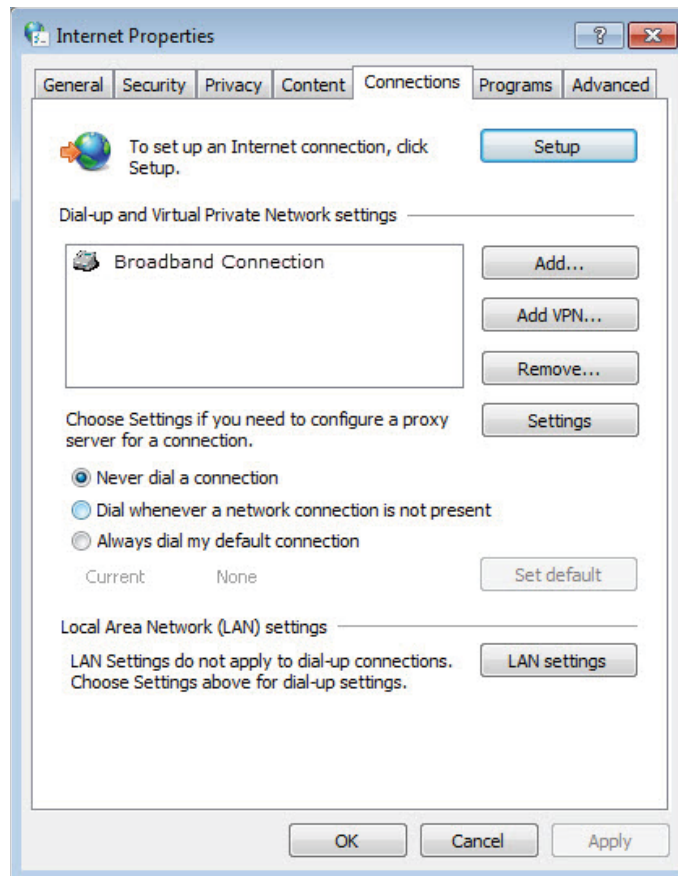 Internet Properties
?
General Security Privacy Content Connections Programs Advanced
To set up an Internet connection, click
Setup.
Setup
Dial-up and Virtual Private Network settings
Broadband Connection
Add...
Add VPN...
Remove...
Choose Settings if you need to configure a proxy
server for a connection.
Settings
Never dial a connection
Dial whenever a network connection is not present
Always dial my default connection
Current None
Set default
Local Area Network (LAN) settings
LAN Settings do not apply to dial-up connections.
Choose Settings above for dial-up settings.
LAN settings
OK Cancel Apply